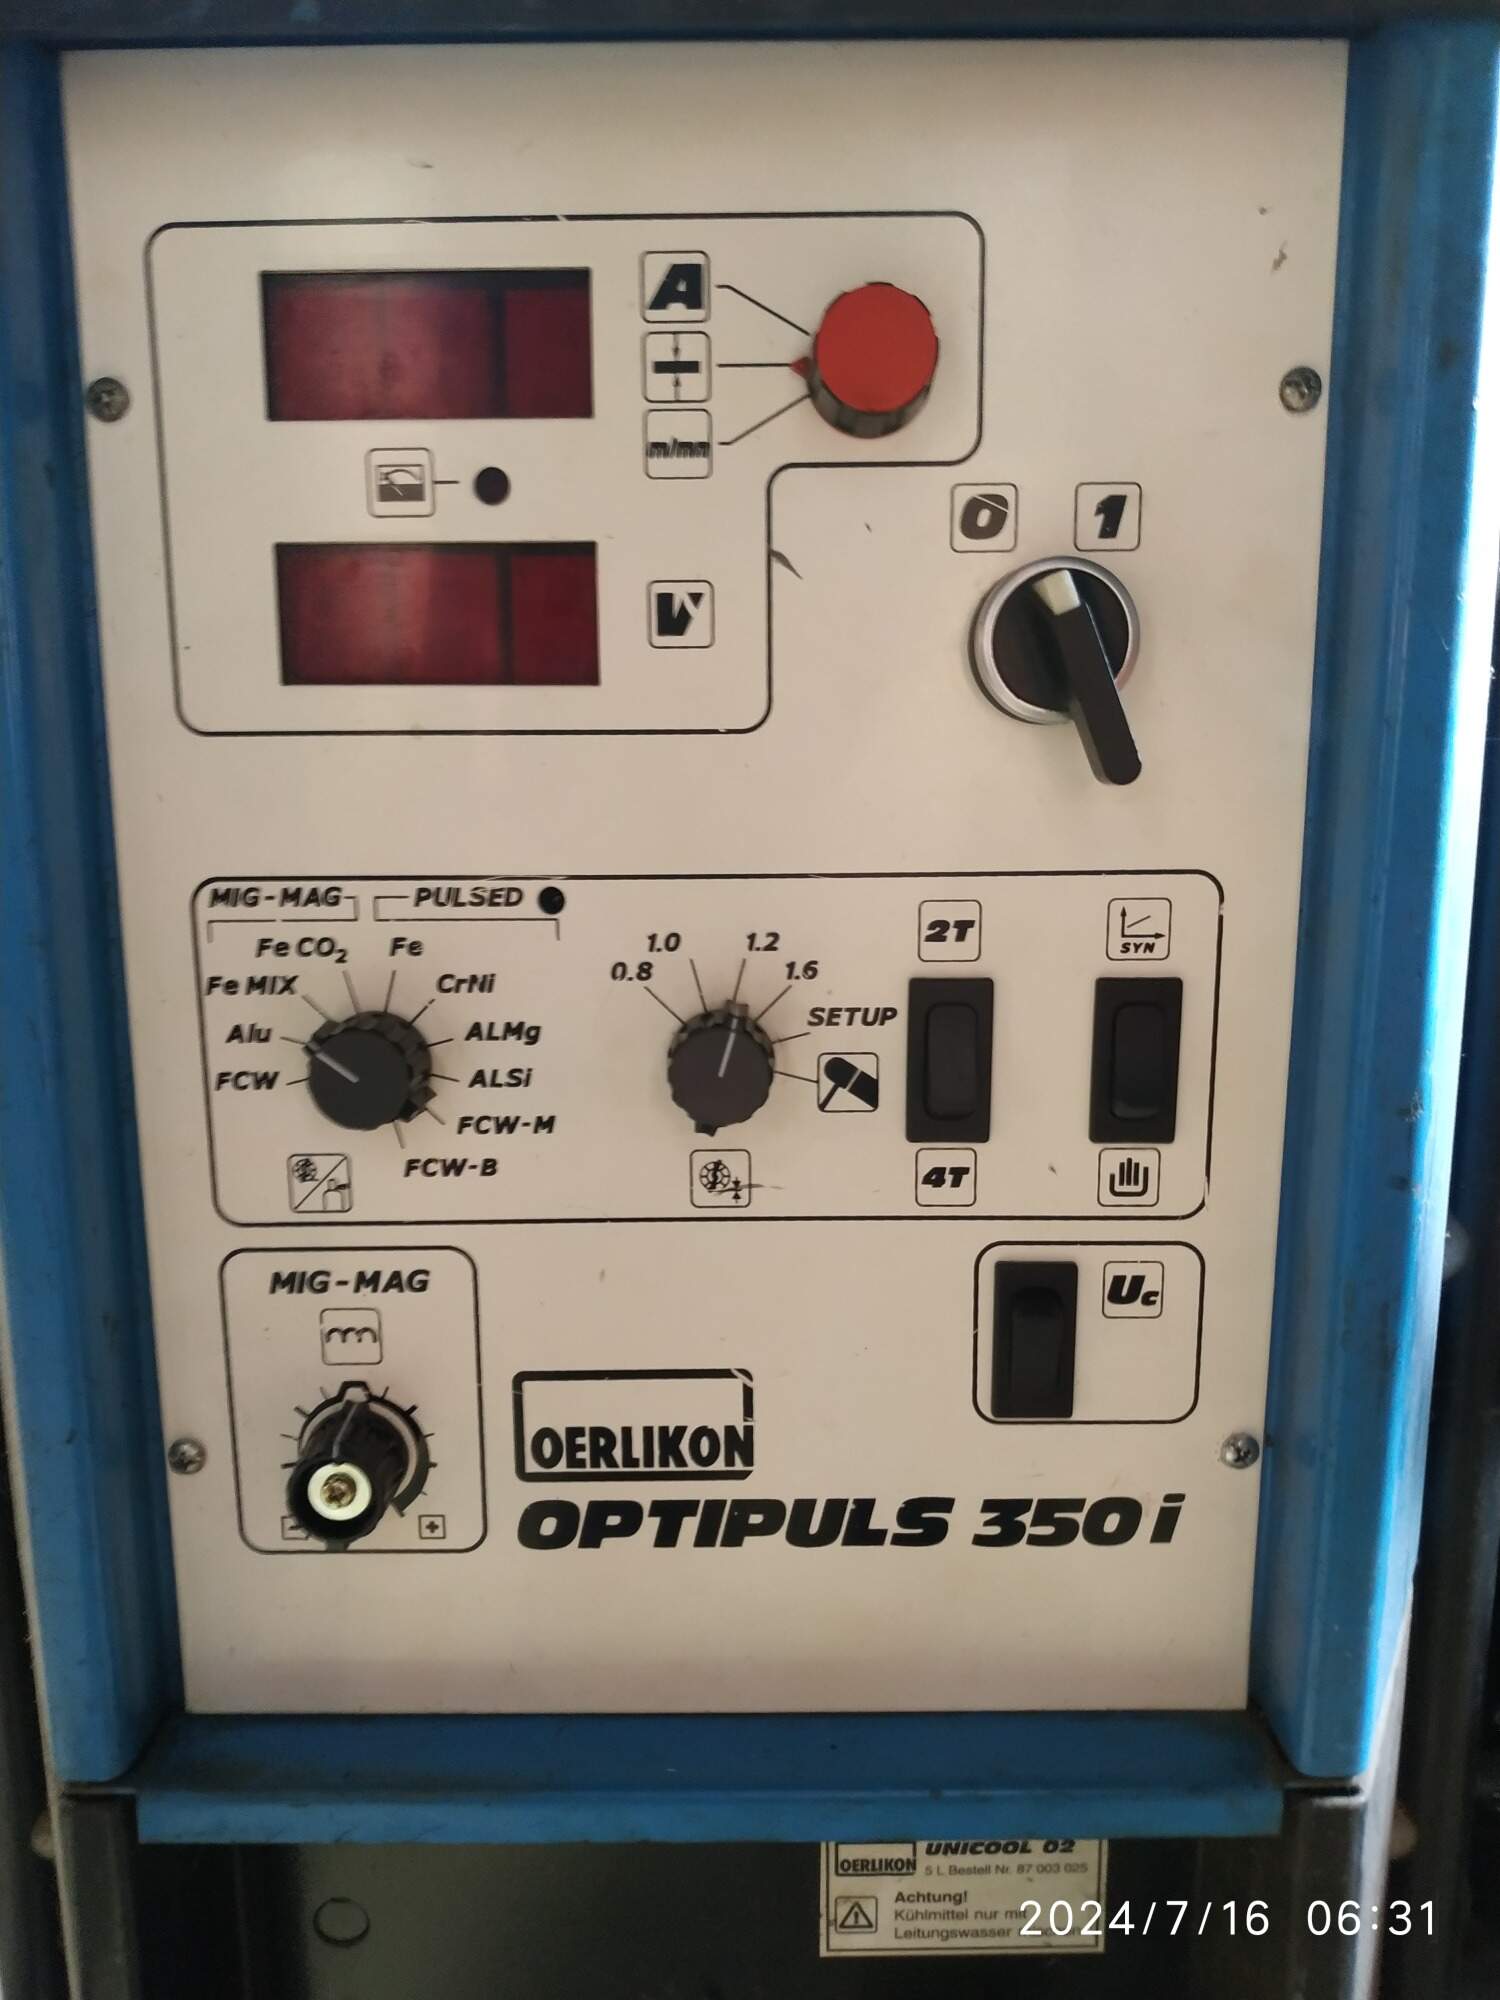 A
m/mn
0 1
V
MIG-MAG PULSED
Fe CO2 Fe
Fe MIX CrNi
Alu ALMg
FCW ALSi
FCW-M
FCW-B
1.0 1.2
0.8 1.6
SETUP
2T
4T
SYN
MIG-MAG
- +
Uc
OERLIKON
OPTIPULS 350i
OERLIKON
UNICOOL 02
5 L Bestell Nr. 87 003 025
Achtung!
Kühlmittel nur mit
Leitungswasser
2024/7/16 06:31